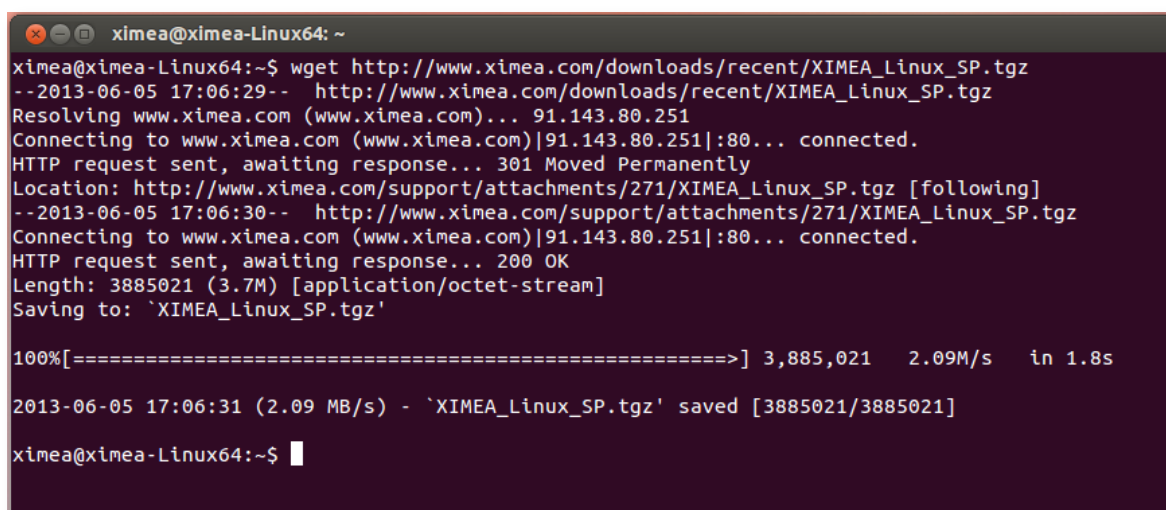 ximea@ximea-Linux64: ~
ximea@ximea-Linux64:~$ wget http://www.ximea.com/downloads/recent/XIMEA_Linux_SP.tgz
--2013-06-05 17:06:29--  http://www.ximea.com/downloads/recent/XIMEA_Linux_SP.tgz
Resolving www.ximea.com (www.ximea.com)... 91.143.80.251
Connecting to www.ximea.com (www.ximea.com)|91.143.80.251|:80... connected.
HTTP request sent, awaiting response... 301 Moved Permanently
Location: http://www.ximea.com/support/attachments/271/XIMEA_Linux_SP.tgz [following]
--2013-06-05 17:06:30--  http://www.ximea.com/support/attachments/271/XIMEA_Linux_SP.tgz
Connecting to www.ximea.com (www.ximea.com)|91.143.80.251|:80... connected.
HTTP request sent, awaiting response... 200 OK
Length: 3885021 (3.7M) [application/octet-stream]
Saving to: `XIMEA_Linux_SP.tgz'
100%[======================================================>] 3,885,021   2.09M/s   in 1.8s
2013-06-05 17:06:31 (2.09 MB/s) - `XIMEA_Linux_SP.tgz' saved [3885021/3885021]
ximea@ximea-Linux64:~$